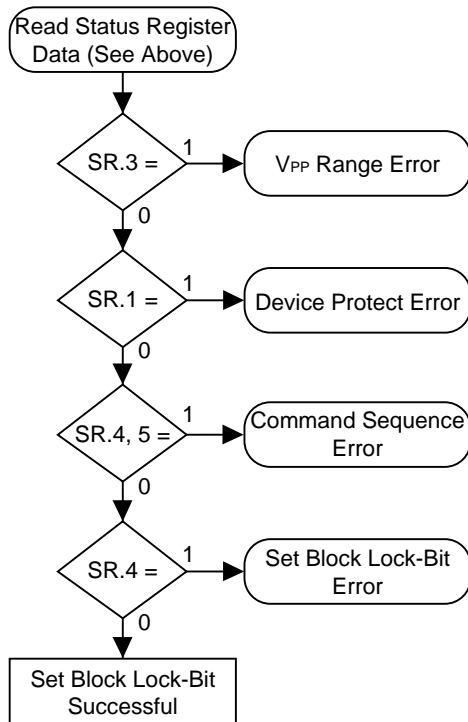 Read Status Register
Data (See Above)
SR.3 =
1
VPP Range Error
0
SR.1 =
1
Device Protect Error
0
SR.4, 5 =
1
Command Sequence
Error
0
SR.4 =
1
Set Block Lock-Bit
Error
0
Set Block Lock-Bit
Successful